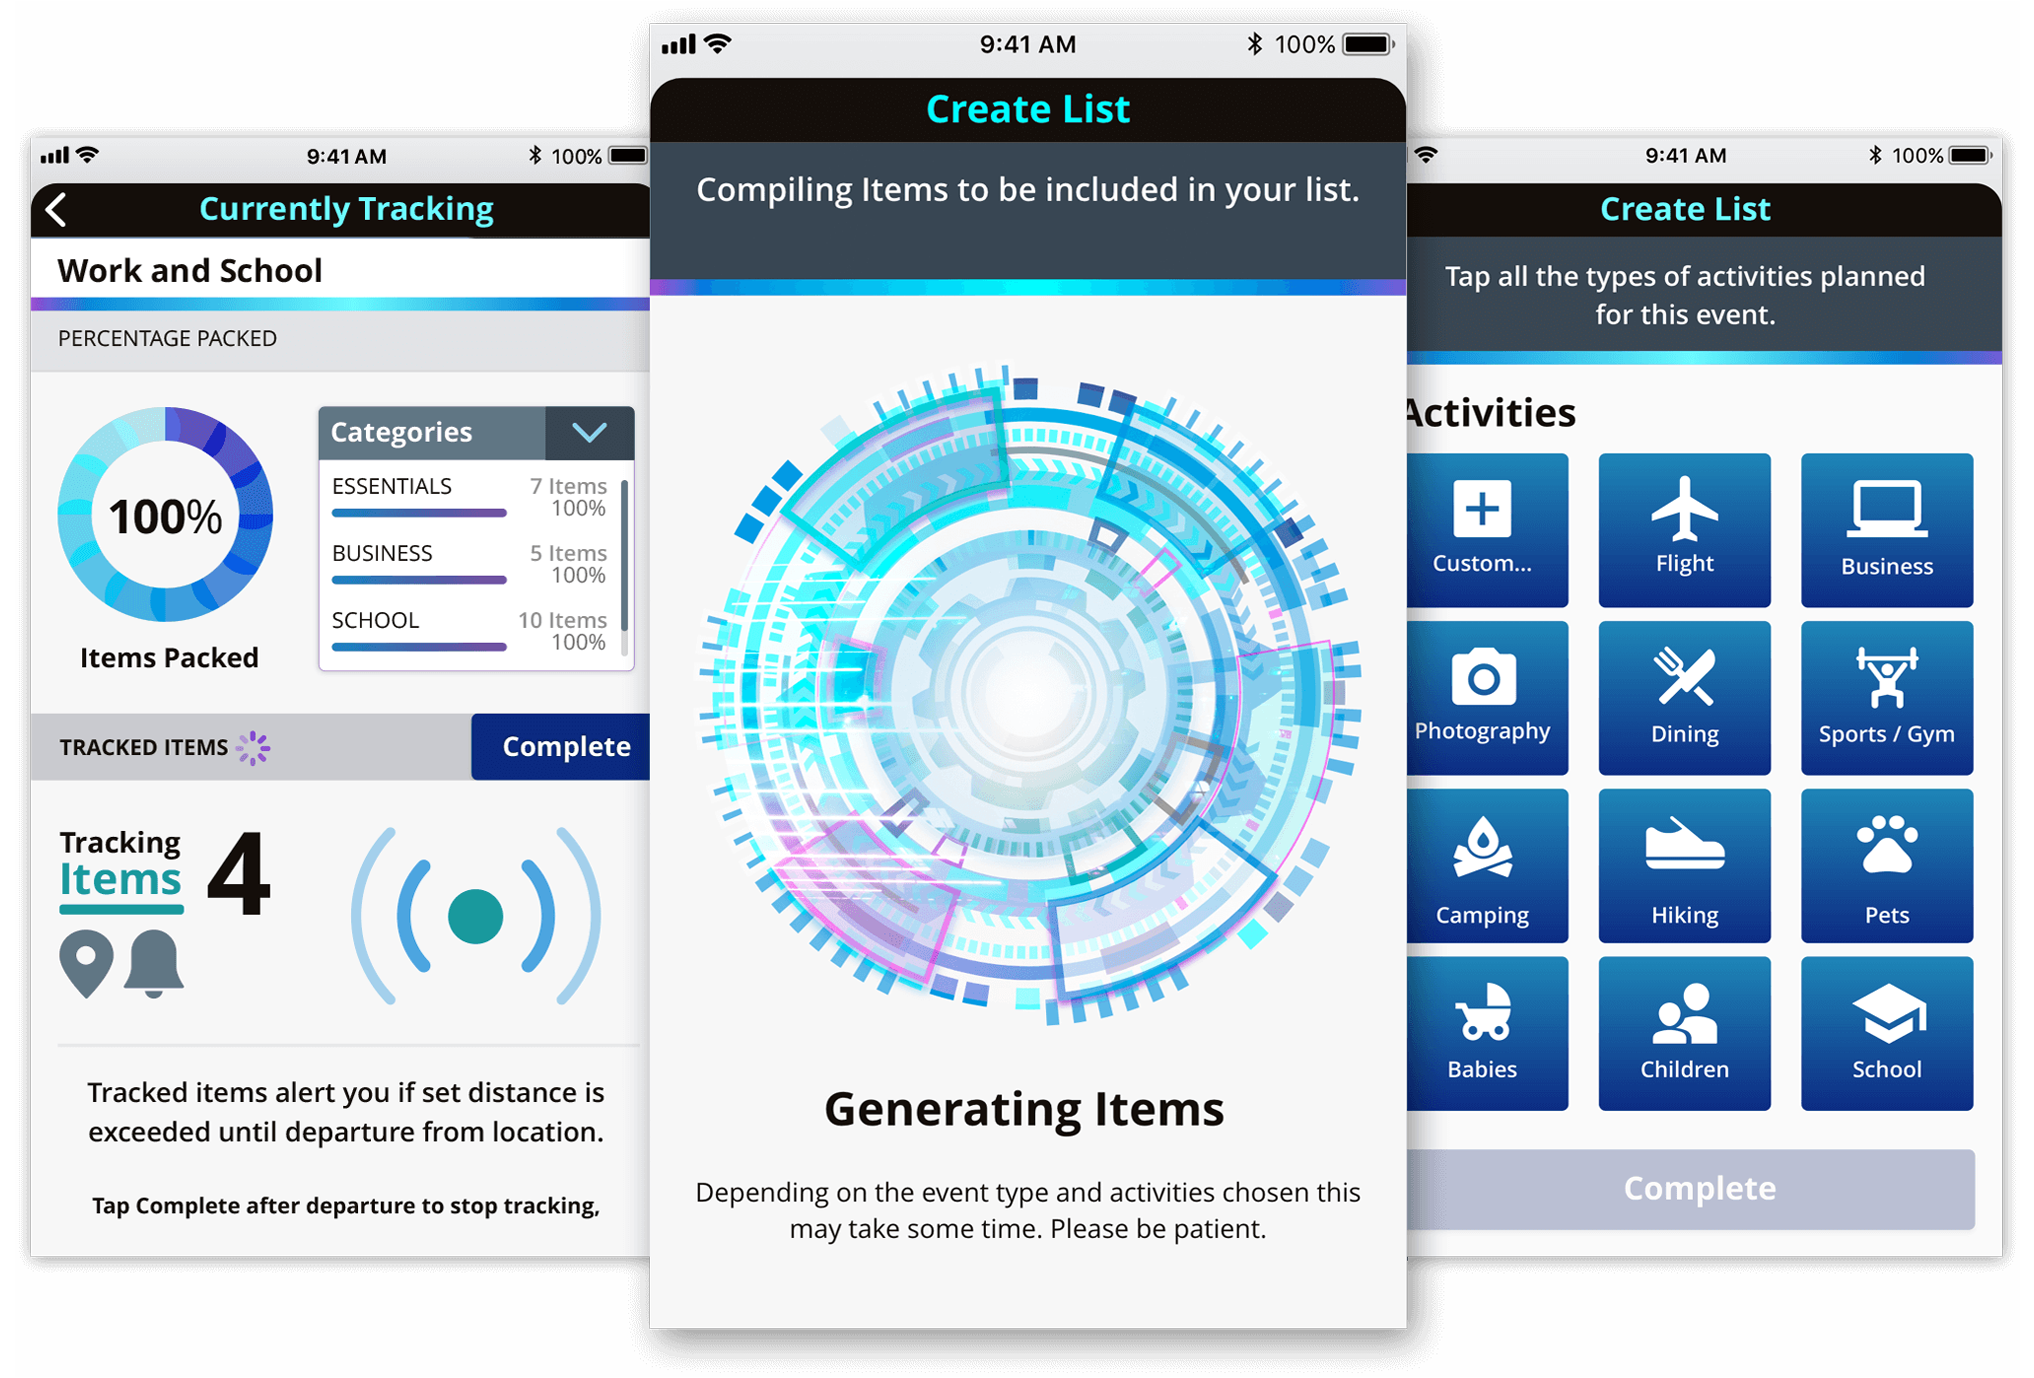 9:41 AM
100%
Currently Tracking
Work and School
PERCENTAGE PACKED
100%
Items Packed
Categories
ESSENTIALS 7 Items
100%
BUSINESS 5 Items
100%
SCHOOL 10 Items
100%
TRACKED ITEMS
Complete
Tracking
Items
4
Tracked items alert you if set distance is
exceeded until departure from location.
Tap Complete after departure to stop tracking,
9:41 AM
100%
Create List
Compiling Items to be included in your list.
Generating Items
Depending on the event type and activities chosen this
may take some time. Please be patient.
9:41 AM
100%
Create List
Tap all the types of activities planned
for this event.
Activities
Custom...
Flight
Business
Photography
Dining
Sports / Gym
Camping
Hiking
Pets
Babies
Children
School
Complete